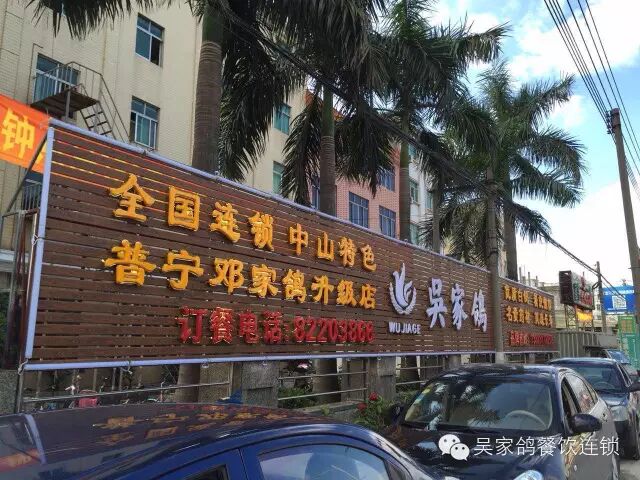 钟
全国连锁 中山特色
普宁邓家鸽升级店
订餐电话:82203868
WUJIAGE
吴家鸽
吴家鸽餐饮连锁